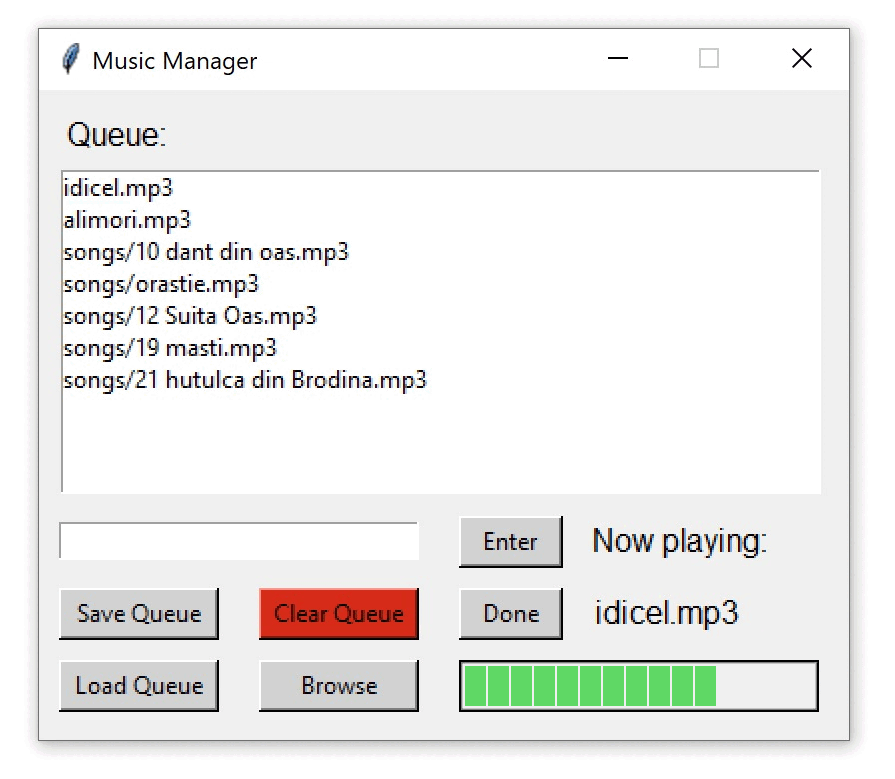 Music Manager
Queue:
idicel.mp3
alimori.mp3
songs/10 dant din oas.mp3
songs/orastie.mp3
songs/12 Suita Oas.mp3
songs/19 masti.mp3
songs/21 hutulca din Brodina.mp3
Enter
Now playing:
Save Queue
Clear Queue
Done
idicel.mp3
Load Queue
Browse